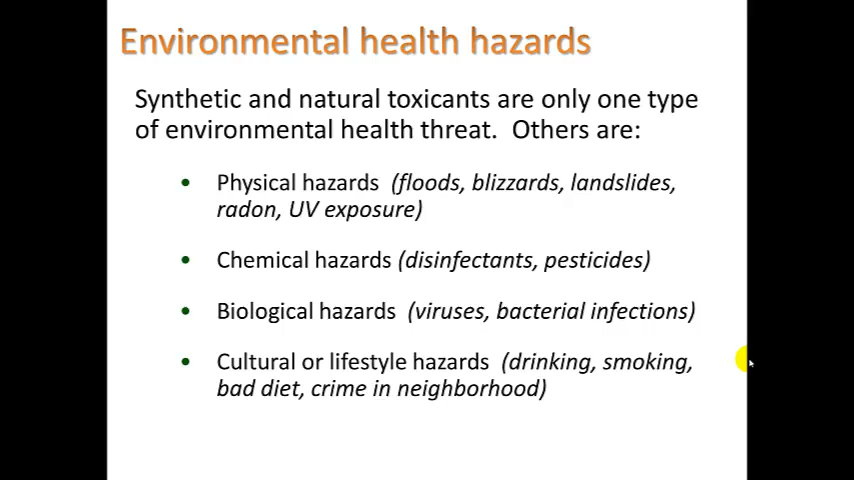 Environmental health hazards
Synthetic and natural toxicants are only one type
of environmental health threat.  Others are:
• Physical hazards  (floods, blizzards, landslides,
radon, UV exposure)
• Chemical hazards (disinfectants, pesticides)
• Biological hazards  (viruses, bacterial infections)
• Cultural or lifestyle hazards  (drinking, smoking,
bad diet, crime in neighborhood)